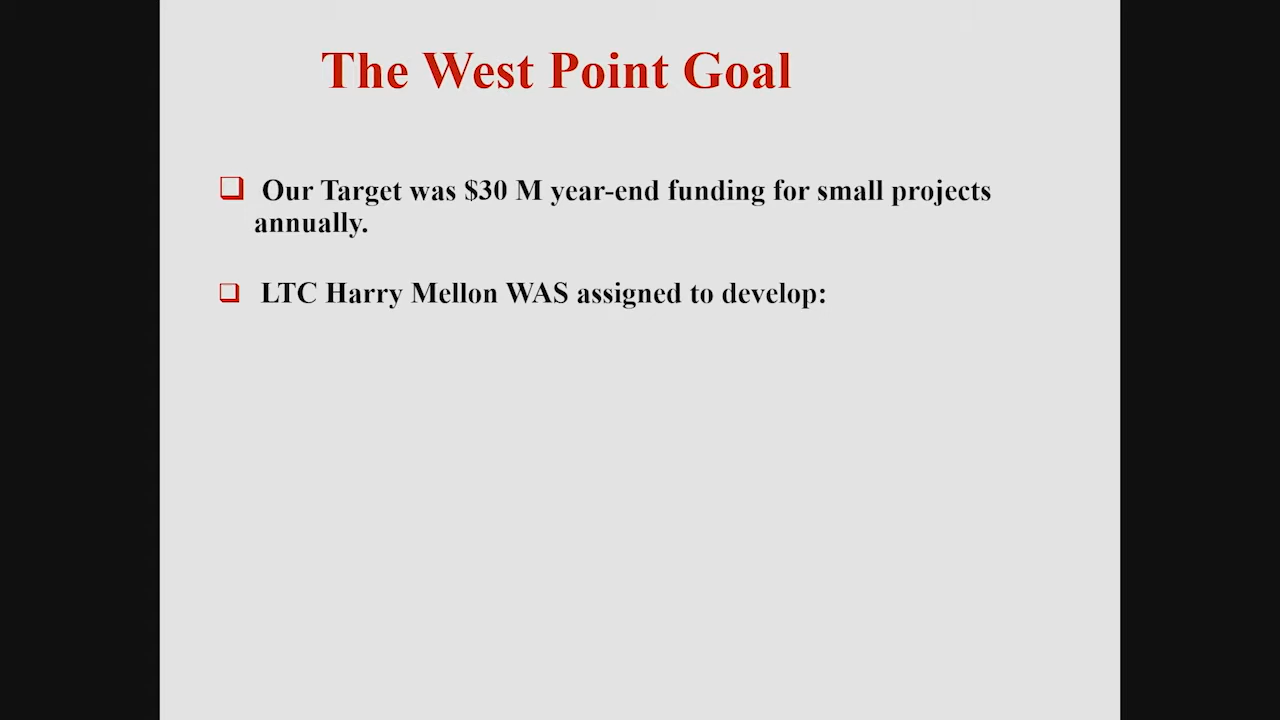 The West Point Goal
❑ Our Target was $30 M year-end funding for small projects
annually.
❑ LTC Harry Mellon WAS assigned to develop: